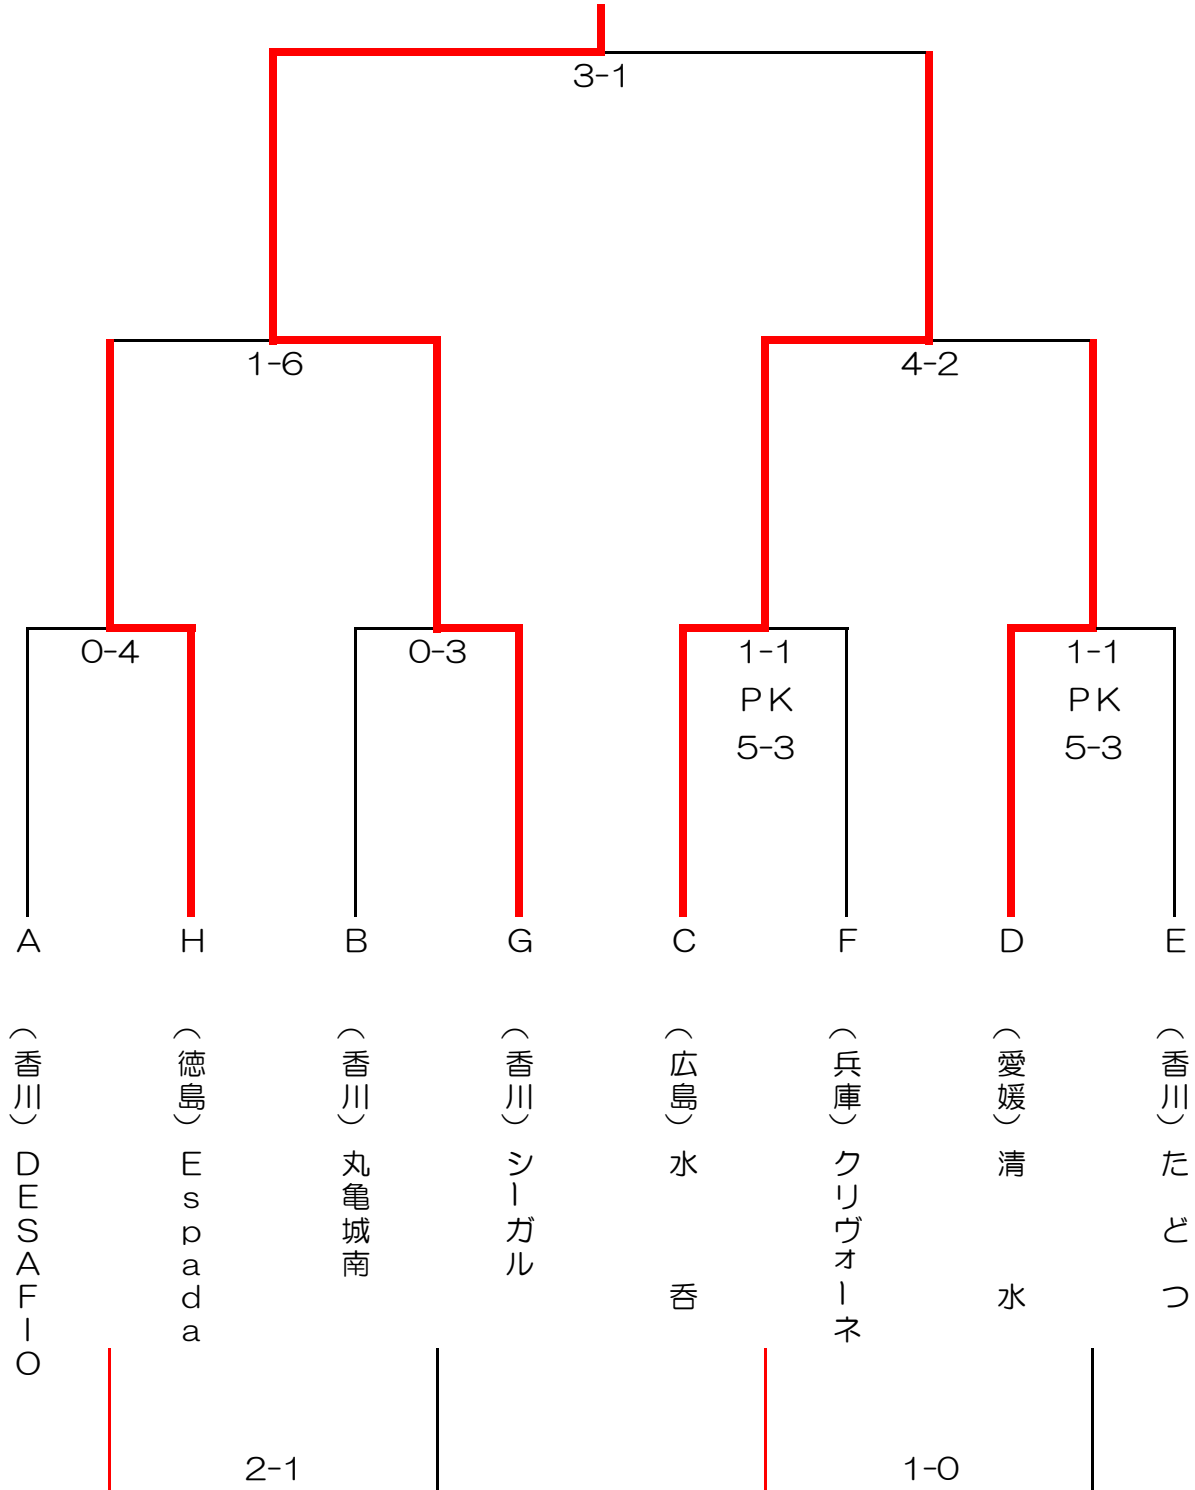 3-1
1-6
4-2
0-4
0-3
1-1
PK
5-3
1-1
PK
5-3
A
H
B
G
C
F
D
E
（香川）DESAFIO
（徳島）Espada
（香川）丸亀城南
（香川）シーガル
（広島）水呑
（兵庫）クリヴォーネ
（愛媛）清水
（香川）たどつ
2-1
1-0